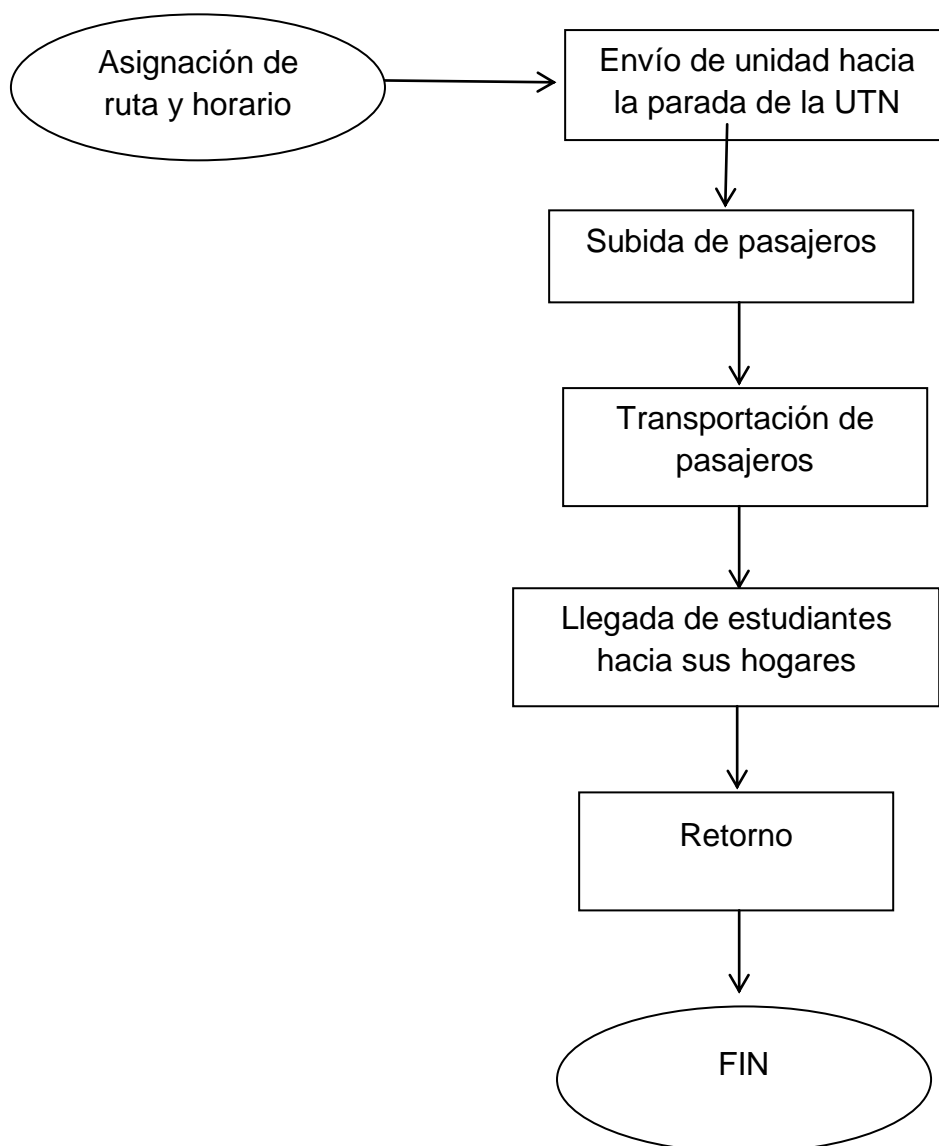 Asignación de
ruta y horario
Envío de unidad hacia
la parada de la UTN
Subida de pasajeros
Transportación de
pasajeros
Llegada de estudiantes
hacia sus hogares
Retorno
FIN